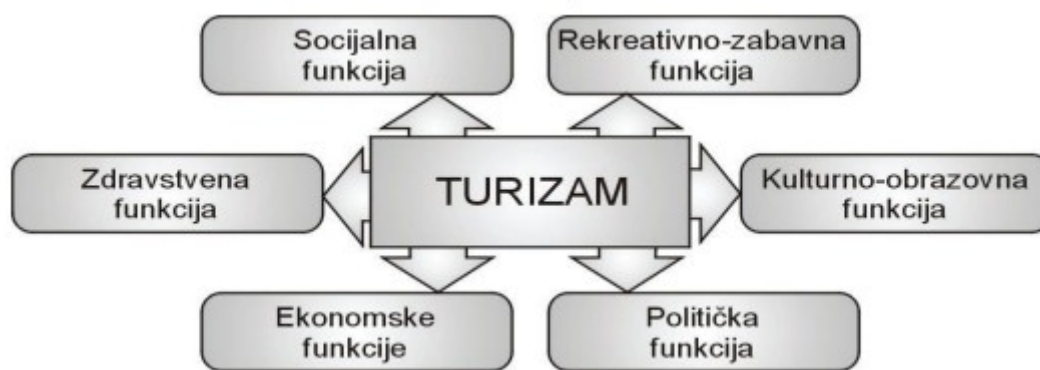 Socijalna
funkcija
Rekreativno-zabavna
funkcija
Zdravstvena
funkcija
TURIZAM
Kulturno-obrazovna
funkcija
Ekonomske
funkcije
Politička
funkcija